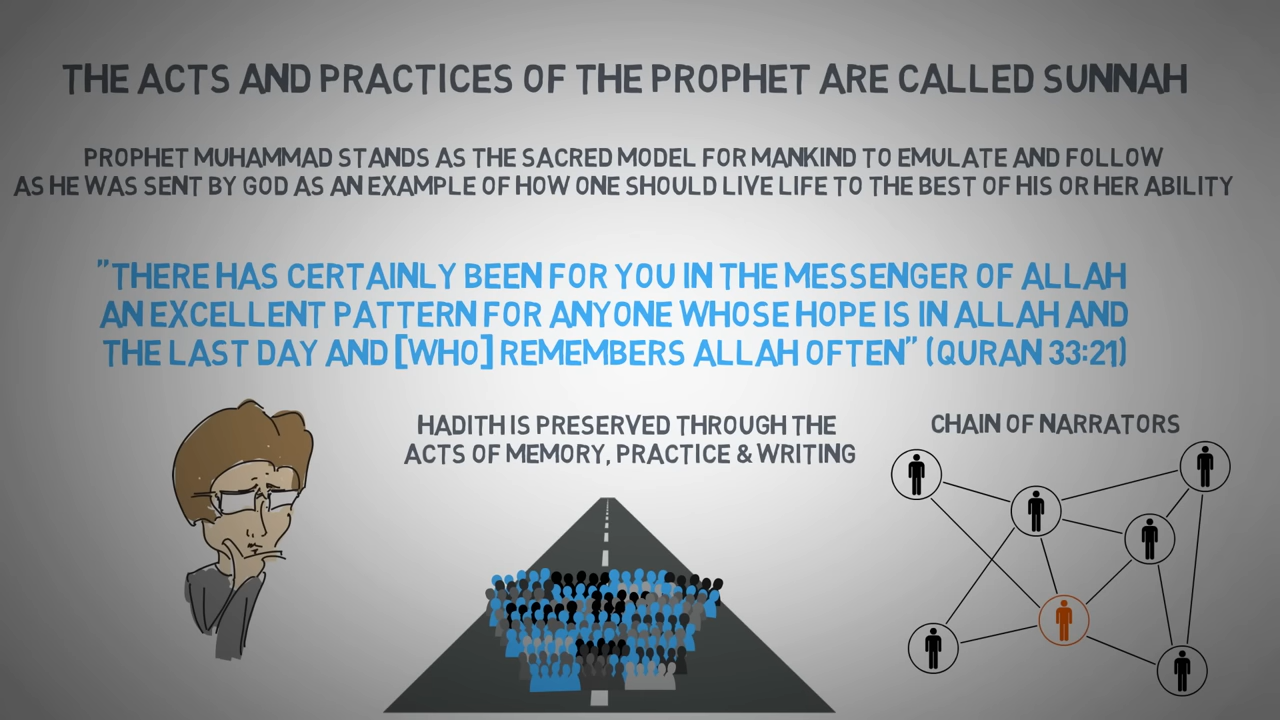 THE ACTS AND PRACTICES OF THE PROPHET ARE CALLED SUNNAH
PROPHET MUHAMMAD STANDS AS THE SACRED MODEL FOR MANKIND TO EMULATE AND FOLLOW
AS HE WAS SENT BY GOD AS AN EXAMPLE OF HOW ONE SHOULD LIVE LIFE TO THE BEST OF HIS OR HER ABILITY
"THERE HAS CERTAINLY BEEN FOR YOU IN THE MESSENGER OF ALLAH
AN EXCELLENT PATTERN FOR ANYONE WHOSE HOPE IS IN ALLAH AND
THE LAST DAY AND [WHO] REMEMBERS ALLAH OFTEN" (QURAN 33:21)
HADITH IS PRESERVED THROUGH THE
ACTS OF MEMORY, PRACTICE & WRITING
CHAIN OF NARRATORS